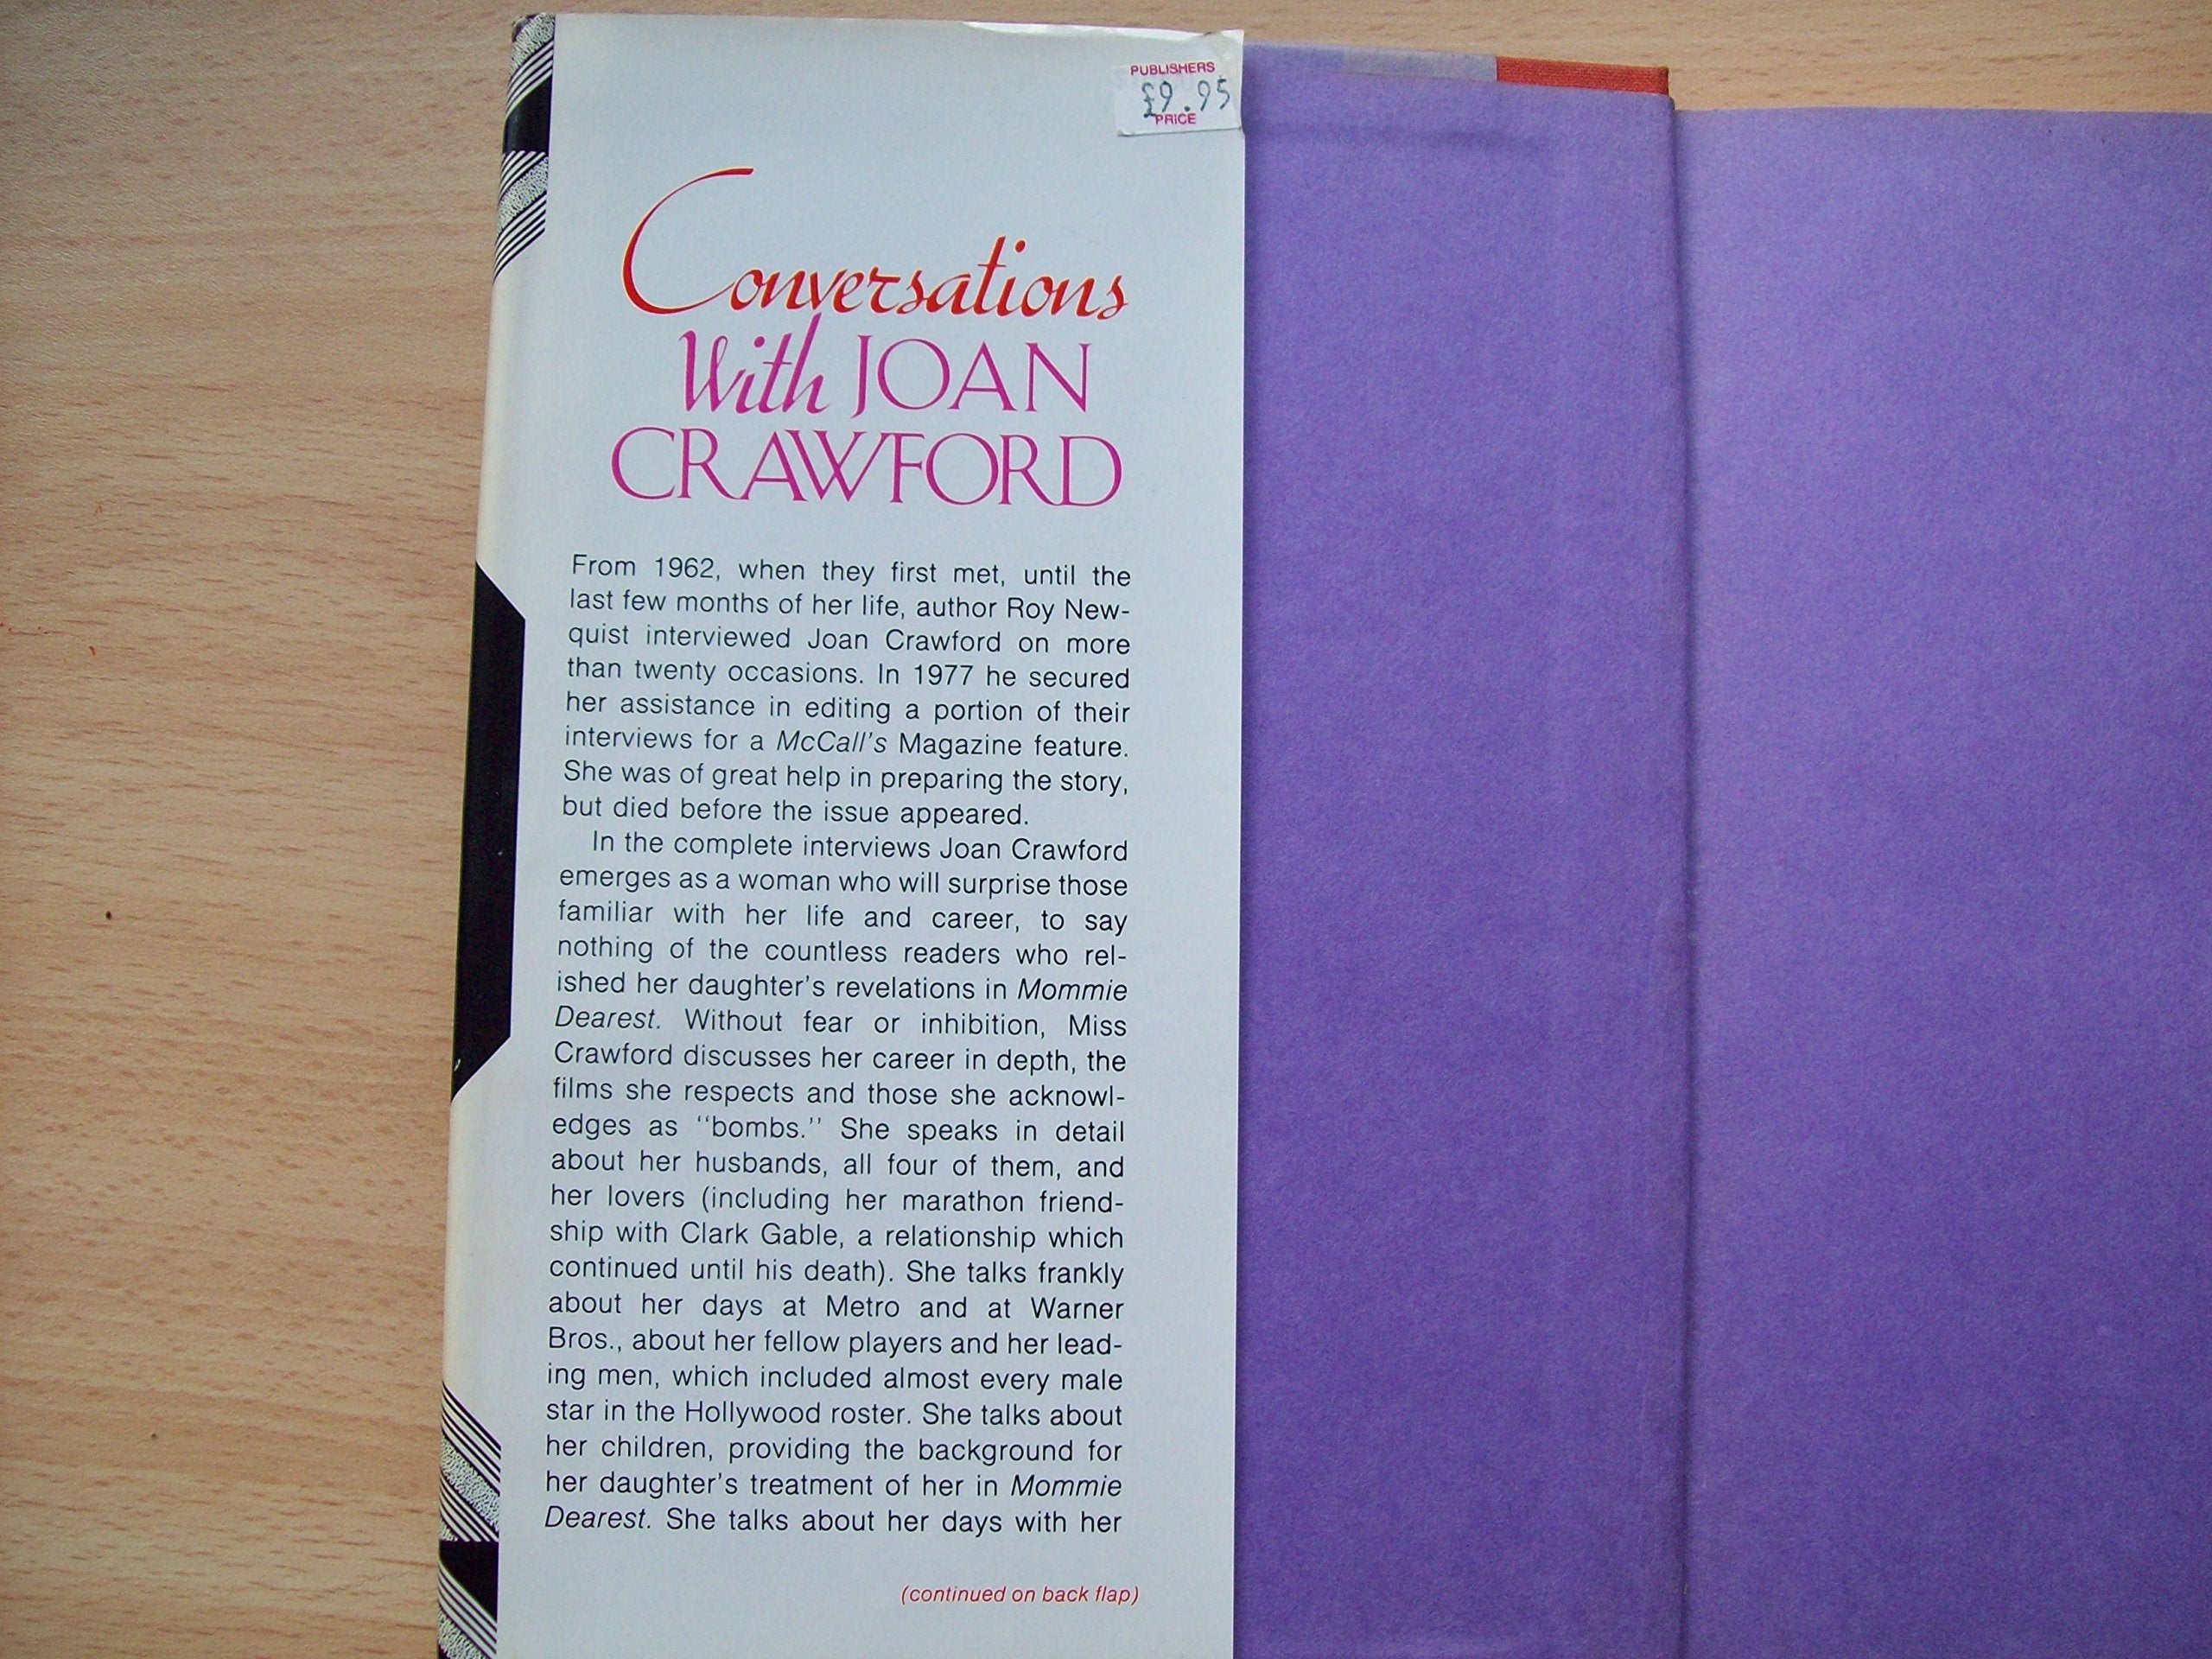 PUBLISHERS
£9.95
PRICE
Conversations
With JOAN
CRAWFORD
From 1962, when they first met, until the
last few months of her life, author Roy New-
quist interviewed Joan Crawford on more
than twenty occasions. In 1977 he secured
her assistance in editing a portion of their
interviews for a McCall's Magazine feature.
She was of great help in preparing the story,
but died before the issue appeared.
In the complete interviews Joan Crawford
emerges as a woman who will surprise those
familiar with her life and career, to say
nothing of the countless readers who rel-
ished her daughter's revelations in Mommie
Dearest. Without fear or inhibition, Miss
Crawford discusses her career in depth, the
films she respects and those she acknowl-
edges as "bombs." She speaks in detail
about her husbands, all four of them, and
her lovers (including her marathon friend-
ship with Clark Gable, a relationship which
continued until his death). She talks frankly
about her days at Metro and at Warner
Bros., about her fellow players and her lead-
ing men, which included almost every male
star in the Hollywood roster. She talks about
her children, providing the background for
her daughter's treatment of her in Mommie
Dearest. She talks about her days with her
(continued on back flap)